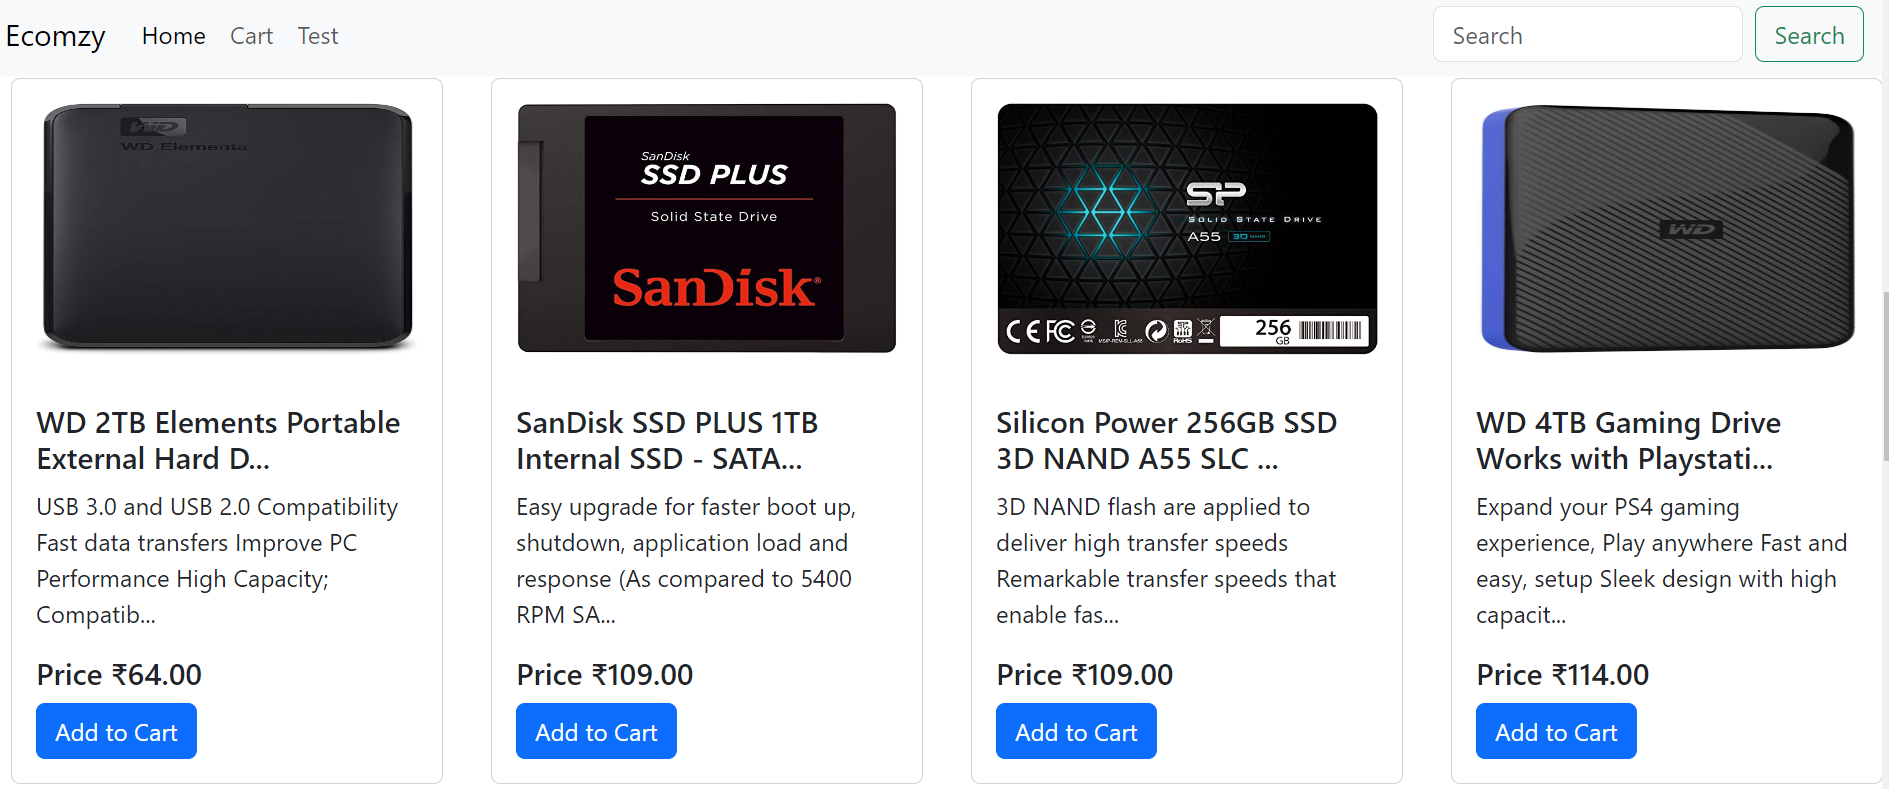 Ecomzy Home Cart Test Search Search
WD
WD Elements
SanDisk
SSD PLUS
Solid State Drive
SanDisk®
SP
SOLID STATE DRIVE
A55 3D NAND
CE FC
RoHS
256
GB
WD
WD 2TB Elements Portable
External Hard D...
USB 3.0 and USB 2.0 Compatibility
Fast data transfers Improve PC
Performance High Capacity;
Compatib...
Price ₹64.00
Add to Cart
SanDisk SSD PLUS 1TB
Internal SSD - SATA...
Easy upgrade for faster boot up,
shutdown, application load and
response (As compared to 5400
RPM SA...
Price ₹109.00
Add to Cart
Silicon Power 256GB SSD
3D NAND A55 SLC ...
3D NAND flash are applied to
deliver high transfer speeds
Remarkable transfer speeds that
enable fas...
Price ₹109.00
Add to Cart
WD 4TB Gaming Drive
Works with Playstati...
Expand your PS4 gaming
experience, Play anywhere Fast and
easy, setup Sleek design with high
capacit...
Price ₹114.00
Add to Cart